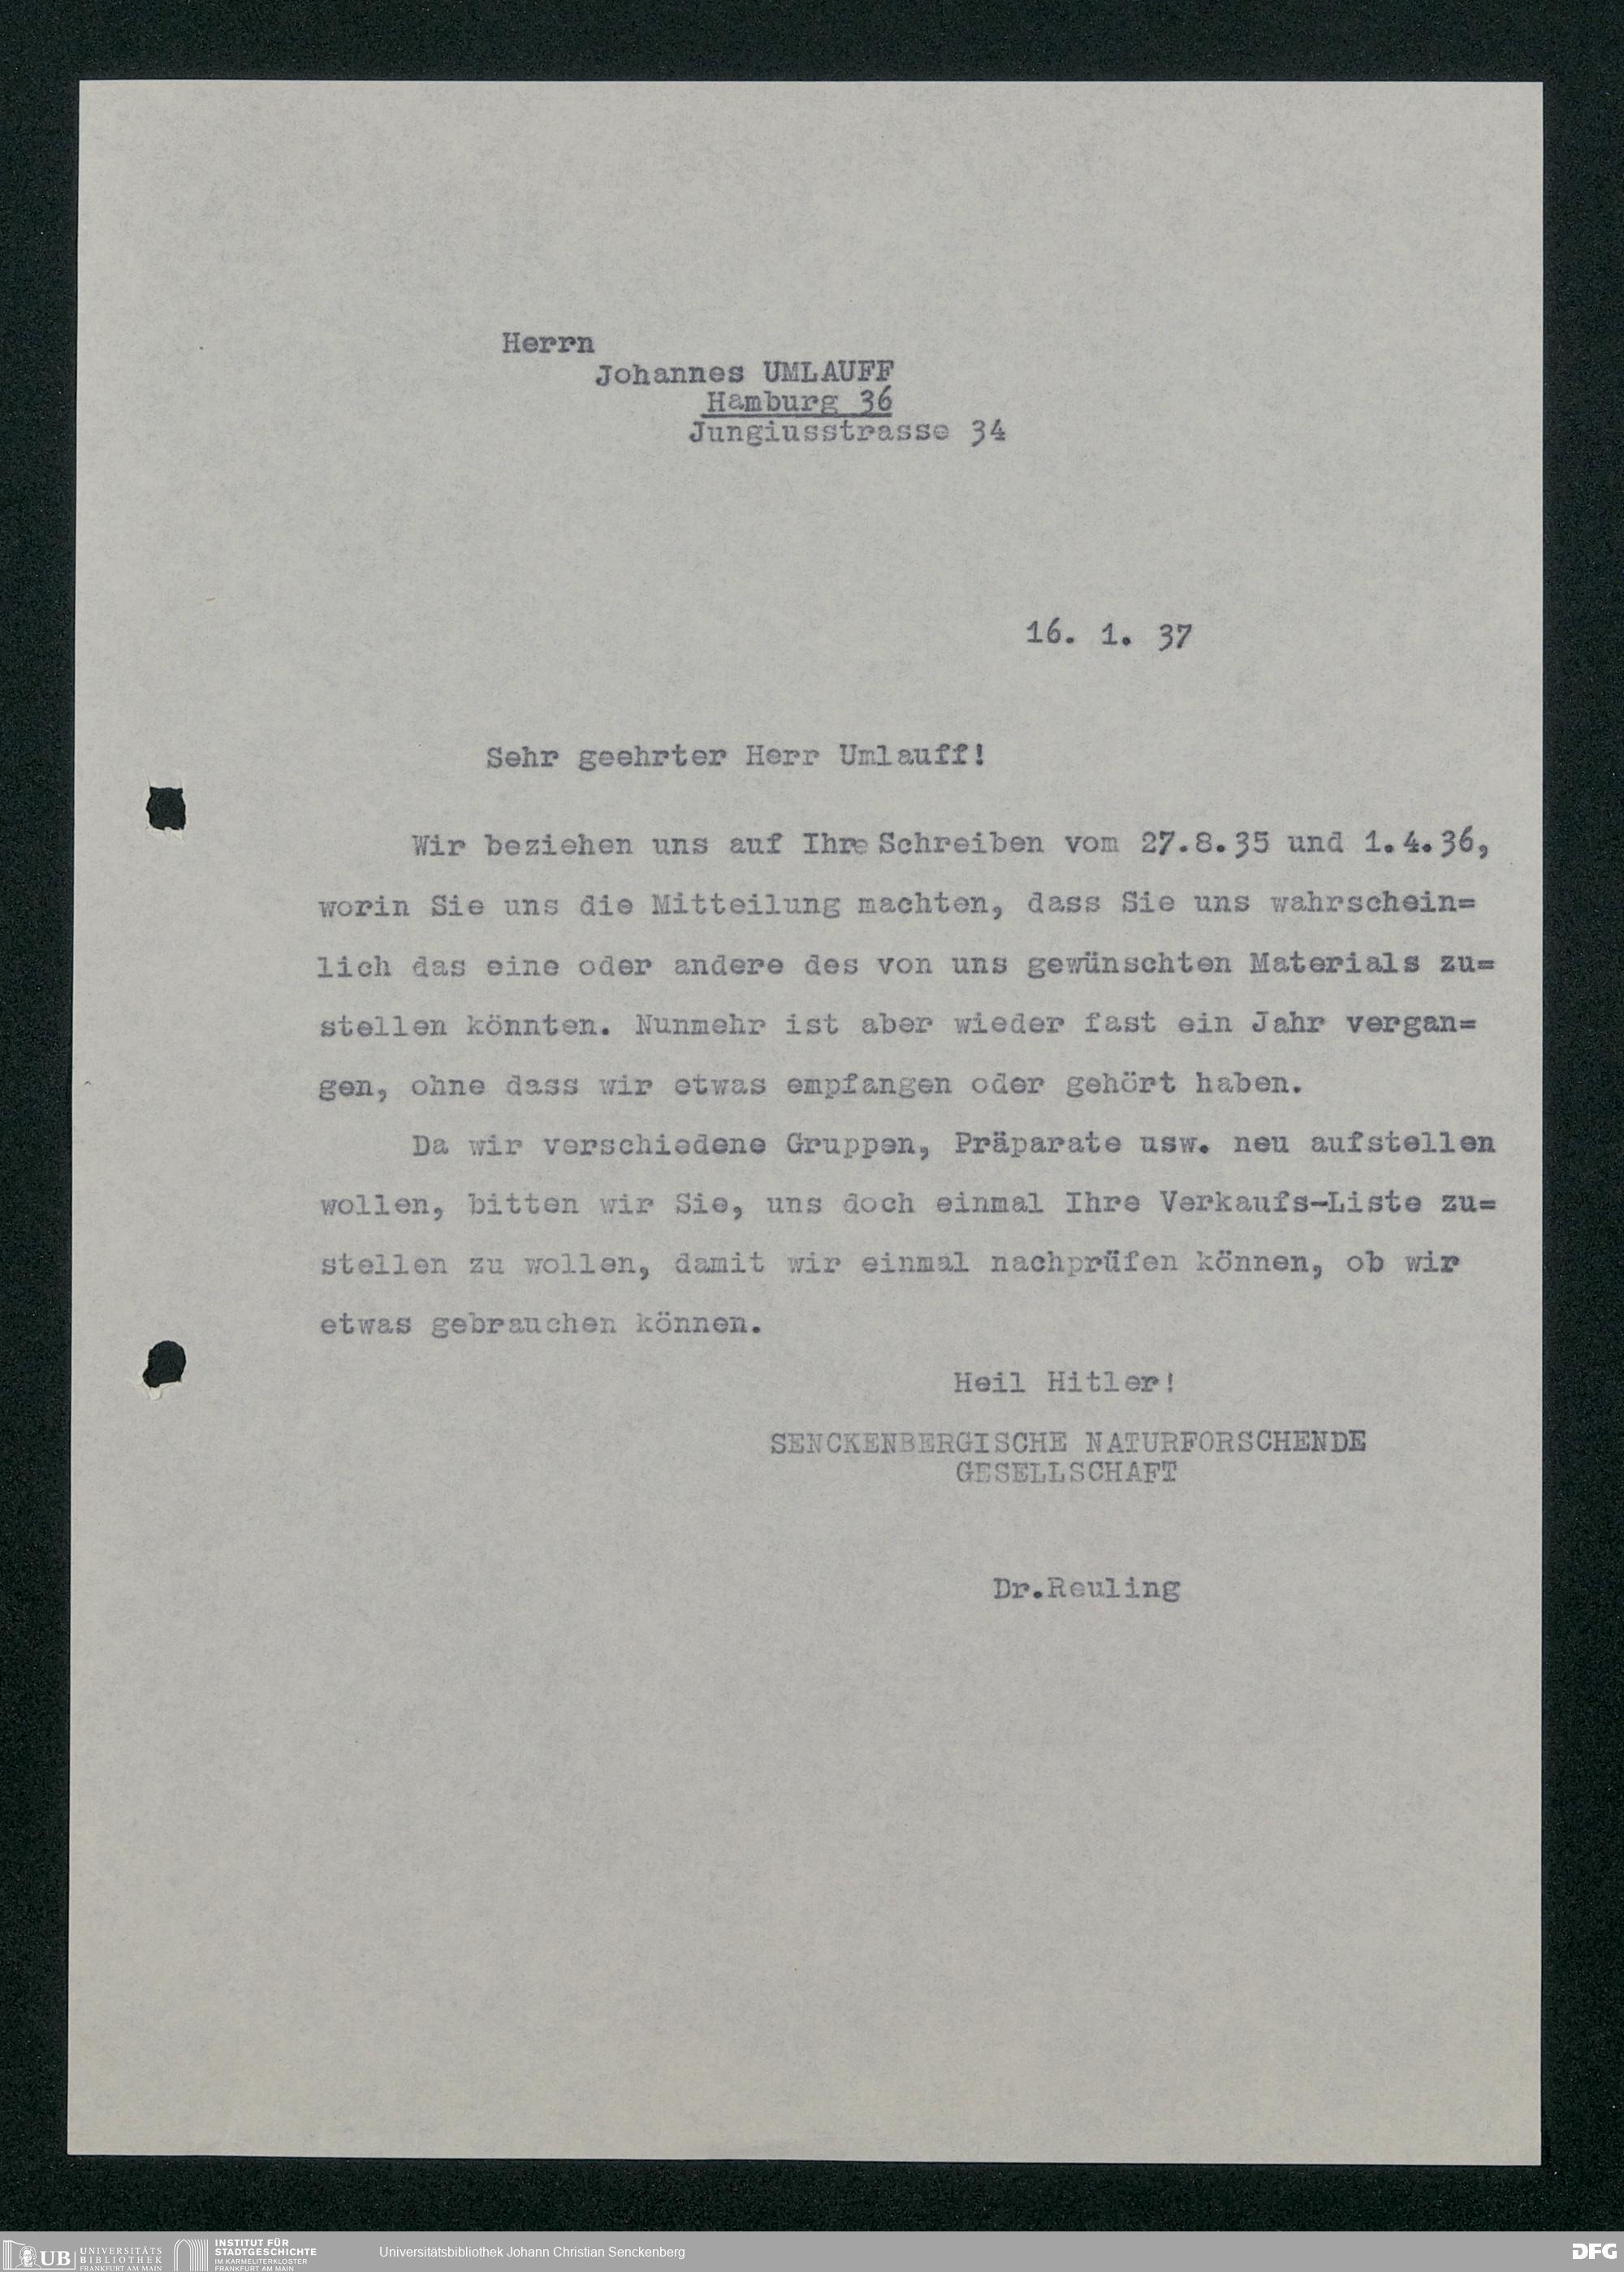 Herrn
Johannes UMLAUFF
Hamburg 36
Jungiusstrasse 34
16. 1. 37
Sehr geehrter Herr Umlauff!
Wir beziehen uns auf Ihre Schreiben vom 27.8.35 und 1.4.36,
worin Sie uns die Mitteilung machten, dass Sie uns wahrschein=
lich das eine oder andere des von uns gewünschten Materials zu=
stellen könnten. Nunmehr ist aber wieder fast ein Jahr vergan=
gen, ohne dass wir etwas empfangen oder gehört haben.
Da wir verschiedene Gruppen, Präparate usw. neu aufstellen
wollen, bitten wir Sie, uns doch einmal Ihre Verkaufs-Liste zu=
stellen zu wollen, damit wir einmal nachprüfen können, ob wir
etwas gebrauchen können.
Heil Hitler!
SENCKENBERGISCHE NATURFORSCHENDE
GESELLSCHAFT
Dr.Reuling
UB
UNIVERSITÄTS
BIBLIOTHEK
FRANKFURT AM MAIN
INSTITUT FÜR
STADTGESCHICHTE
IM KARMELITERKLOSTER
FRANKFURT AM MAIN
Universitätsbibliothek Johann Christian Senckenberg
DFG